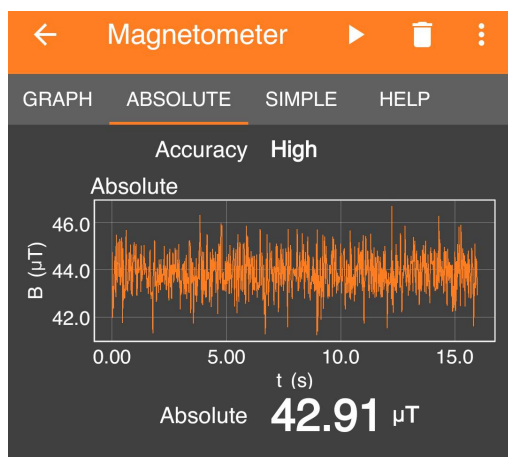 Magnetometer
GRAPH ABSOLUTE SIMPLE HELP
Accuracy High
Absolute
46.0
44.0
42.0
B (µT)
0.00 5.00 10.0 15.0
t (s)
Absolute 42.91 µT